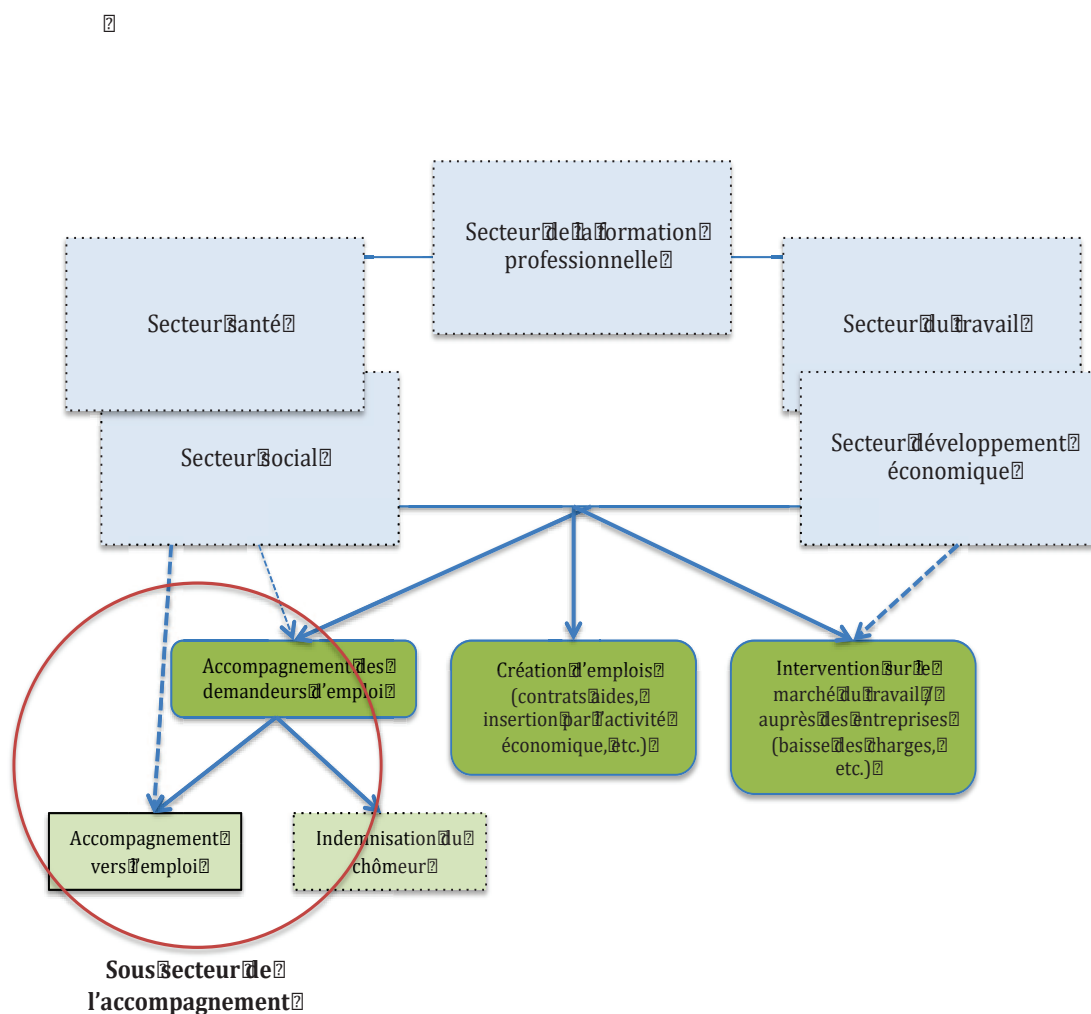 Secteur de la formation
professionnelle
Secteur santé
Secteur du travail
Secteur social
Secteur développement
économique
Accompagnement des
demandeurs d'emploi
Création d'emplois
(contrats aides,
insertion par l'activité
économique, etc.)
Intervention sur le
marché du travail /
auprès des entreprises
(baisse des charges,
etc.)
Accompagnement
vers l'emploi
Indemnisation du
chômeur
Sous secteur de
l'accompagnement